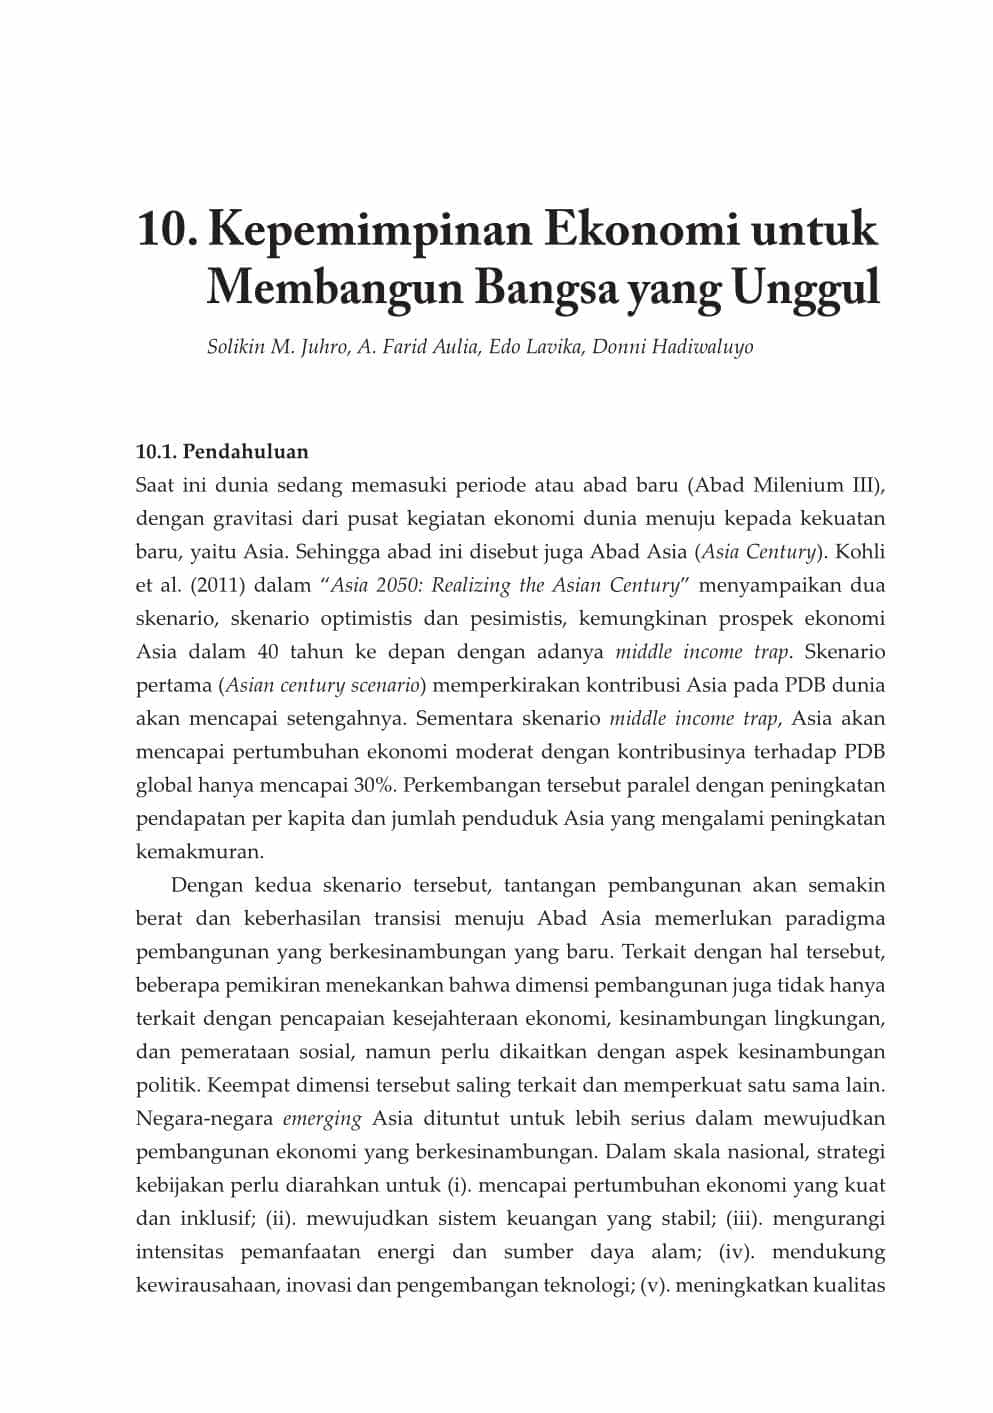 10. Kepemimpinan Ekonomi untuk
Membangun Bangsa yang Unggul
Solikin M. Juhro, A. Farid Aulia, Edo Lavika, Donni Hadiwaluyo
10.1. Pendahuluan
Saat ini dunia sedang memasuki periode atau abad baru (Abad Milenium III),
dengan gravitasi dari pusat kegiatan ekonomi dunia menuju kepada kekuatan
baru, yaitu Asia. Sehingga abad ini disebut juga Abad Asia (Asia Century). Kohli
et al. (2011) dalam “Asia 2050: Realizing the Asian Century” menyampaikan dua
skenario, skenario optimistis dan pesimistis, kemungkinan prospek ekonomi
Asia dalam 40 tahun ke depan dengan adanya middle income trap. Skenario
pertama (Asian century scenario) memperkirakan kontribusi Asia pada PDB dunia
akan mencapai setengahnya. Sementara skenario middle income trap, Asia akan
mencapai pertumbuhan ekonomi moderat dengan kontribusinya terhadap PDB
global hanya mencapai 30%. Perkembangan tersebut paralel dengan peningkatan
pendapatan per kapita dan jumlah penduduk Asia yang mengalami peningkatan
kemakmuran.
Dengan kedua skenario tersebut, tantangan pembangunan akan semakin
berat dan keberhasilan transisi menuju Abad Asia memerlukan paradigma
pembangunan yang berkesinambungan yang baru. Terkait dengan hal tersebut,
beberapa pemikiran menekankan bahwa dimensi pembangunan juga tidak hanya
terkait dengan pencapaian kesejahteraan ekonomi, kesinambungan lingkungan,
dan pemerataan sosial, namun perlu dikaitkan dengan aspek kesinambungan
politik. Keempat dimensi tersebut saling terkait dan memperkuat satu sama lain.
Negara-negara emerging Asia dituntut untuk lebih serius dalam mewujudkan
pembangunan ekonomi yang berkesinambungan. Dalam skala nasional, strategi
kebijakan perlu diarahkan untuk (i). mencapai pertumbuhan ekonomi yang kuat
dan inklusif; (ii). mewujudkan sistem keuangan yang stabil; (iii). mengurangi
intensitas pemanfaatan energi dan sumber daya alam; (iv). mendukung
kewirausahaan, inovasi dan pengembangan teknologi; (v). meningkatkan kualitas